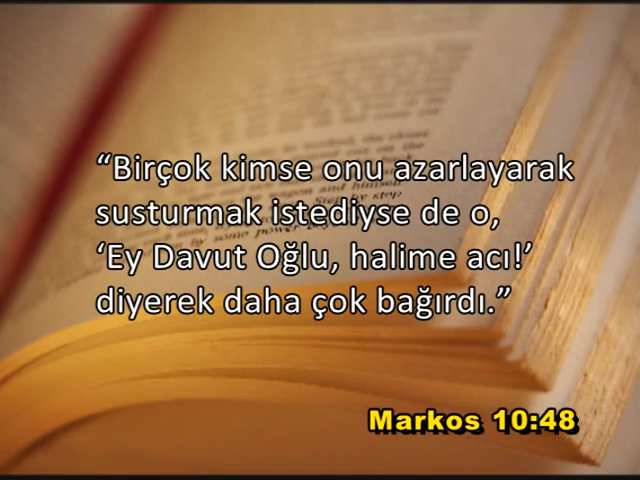 “Birçok kimse onu azarlayarak
susturmak istediyse de o,
‘Ey Davut Oğlu, halime acı!’
diyerek daha çok bağırdı.”
Markos 10:48